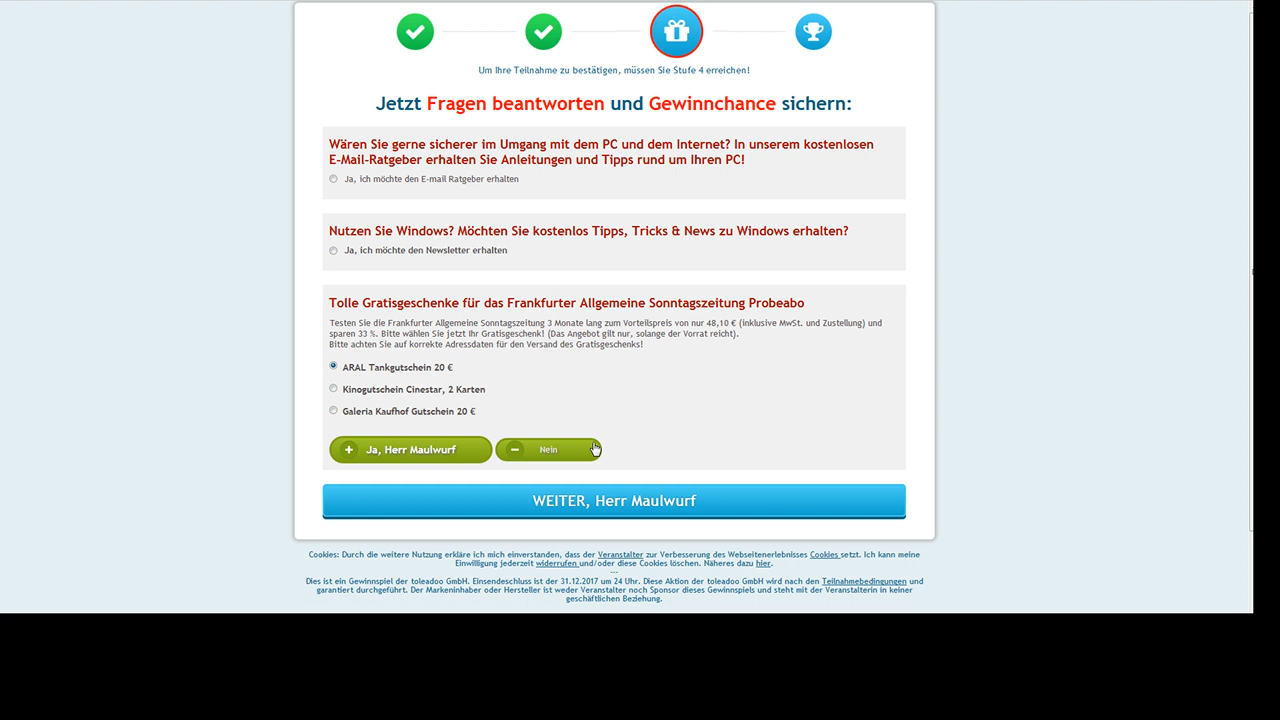 Um Ihre Teilnahme zu bestätigen, müssen Sie Stufe 4 erreichen!
Jetzt Fragen beantworten und Gewinnchance sichern:
Wären Sie gerne sicherer im Umgang mit dem PC und dem Internet? In unserem kostenlosen
E-Mail-Ratgeber erhalten Sie Anleitungen und Tipps rund um Ihren PC!
Ja, ich möchte den E-mail Ratgeber erhalten
Nutzen Sie Windows? Möchten Sie kostenlos Tipps, Tricks & News zu Windows erhalten?
Ja, ich möchte den Newsletter erhalten
Tolle Gratisgeschenke für das Frankfurter Allgemeine Sonntagszeitung Probeabo
Testen Sie die Frankfurter Allgemeine Sonntagszeitung 3 Monate lang zum Vorteilspreis von nur 48,10 € (inklusive MwSt. und Zustellung) und
sparen 33 %. Bitte wählen Sie jetzt Ihr Gratisgeschenk! (Das Angebot gilt nur, solange der Vorrat reicht).
Bitte achten Sie auf korrekte Adressdaten für den Versand des Gratisgeschenks!
ARAL Tankgutschein 20 €
Kinogutschein Cinestar, 2 Karten
Galeria Kaufhof Gutschein 20 €
Ja, Herr Maulwurf Nein
WEITER, Herr Maulwurf
Cookies: Durch die weitere Nutzung erkläre ich mich einverstanden, dass der Veranstalter zur Verbesserung des Webseitenerlebnisses Cookies setzt. Ich kann meine
Einwilligung jederzeit widerrufen und/oder diese Cookies löschen. Näheres dazu hier.
---
Dies ist ein Gewinnspiel der toleadoo GmbH. Einsendeschluss ist der 31.12.2017 um 24 Uhr. Diese Aktion der toleadoo GmbH wird nach den Teilnahmebedingungen und
garantiert durchgeführt. Der Markeninhaber oder Hersteller ist weder Veranstalter noch Sponsor dieses Gewinnspiels und steht mit der Veranstalterin in keiner
geschäftlichen Beziehung.